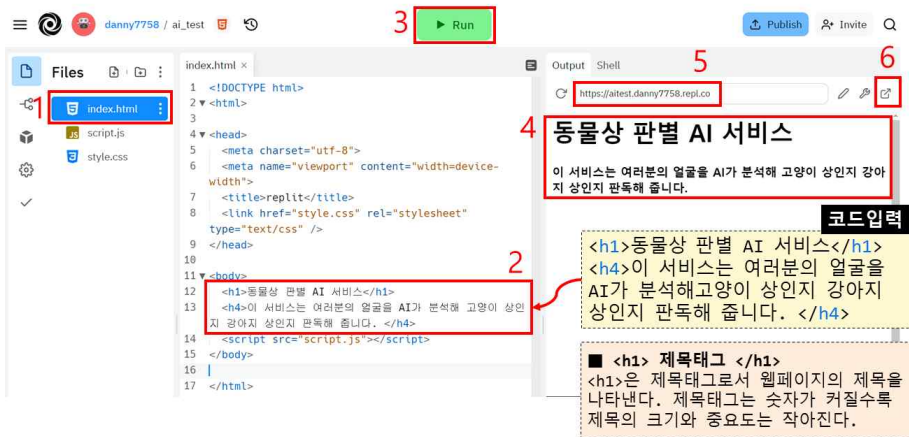 danny7758 / ai_test
3
Run
Publish
Invite
Files
1
index.html
script.js
style.css
index.html ×
1 <!DOCTYPE html>
2 <html>
3
4 <head>
5 <meta charset="utf-8">
6 <meta name="viewport" content="width=device-
width">
7 <title>replit</title>
8 <link href="style.css" rel="stylesheet"
type="text/css" />
9 </head>
10
11 <body>
2
12 <h1>동물상 판별 AI 서비스</h1>
13 <h4>이 서비스는 여러분의 얼굴을 AI가 분석해 고양이 상인
지 강아지 상인지 판독해 줍니다. </h4>
14 <script src="script.js"></script>
15 </body>
16
17 </html>
Output Shell
5
6
https://aitest.danny7758.repl.co
4
동물상 판별 AI 서비스
이 서비스는 여러분의 얼굴을 AI가 분석해 고양이 상인지 강아
지 상인지 판독해 줍니다.
코드입력
<h1>동물상 판별 AI 서비스</h1>
<h4>이 서비스는 여러분의 얼굴을
AI가 분석해고양이 상인지 강아지
상인지 판독해 줍니다. </h4>
■ <h1> 제목태그 </h1>
<h1>은 제목태그로서 웹페이지의 제목을
나타낸다. 제목태그는 숫자가 커질수록
제목의 크기와 중요도는 작아진다.